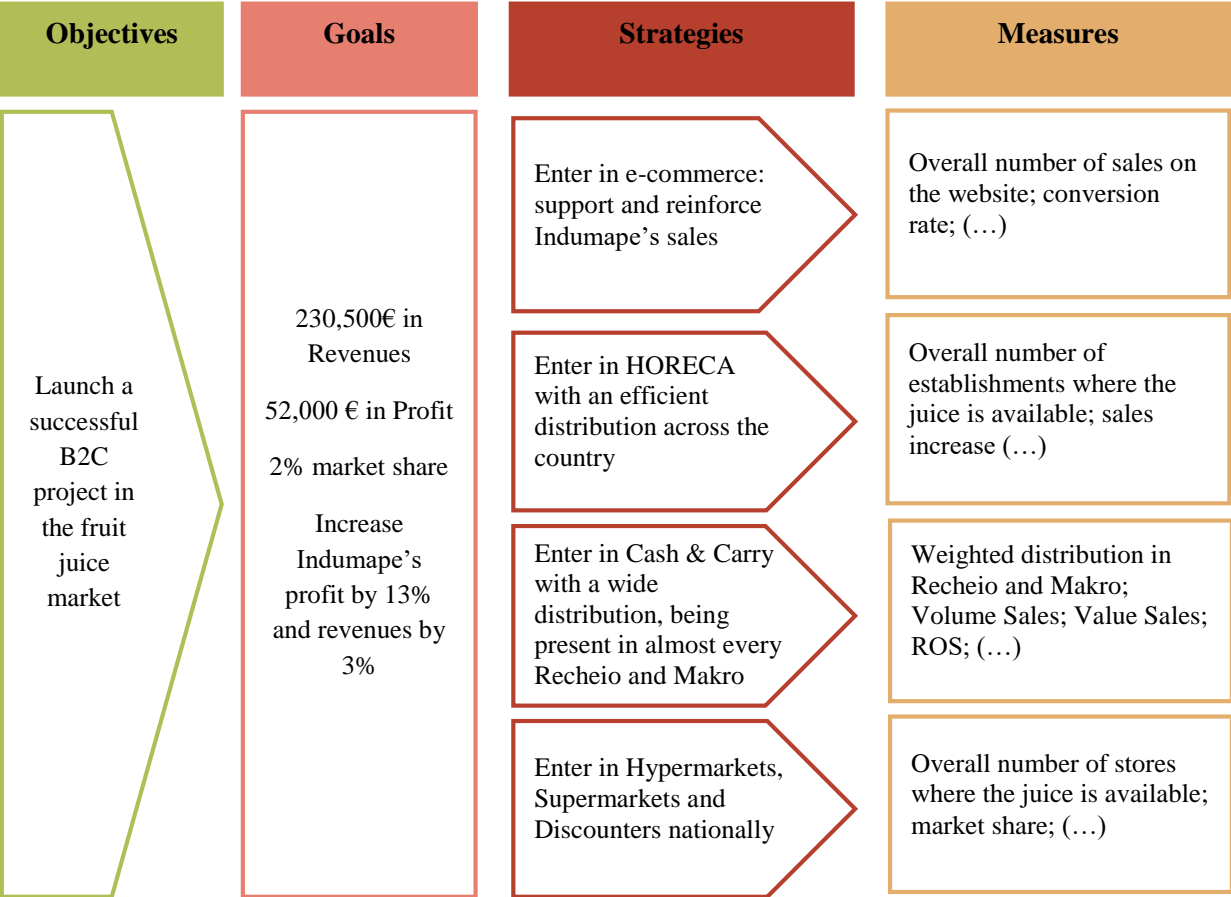 Objectives
Goals
Strategies
Measures
Launch a
successful
B2C
project in
the fruit
juice
market
230,500€ in
Revenues
52,000 € in Profit
2% market share
Increase
Indumape’s
profit by 13%
and revenues by
3%
Enter in e-commerce:
support and reinforce
Indumape’s sales
Overall number of sales on
the website; conversion
rate; (…)
Enter in HORECA
with an efficient
distribution across the
country
Overall number of
establishments where the
juice is available; sales
increase (…)
Enter in Cash & Carry
with a wide
distribution, being
present in almost every
Recheio and Makro
Weighted distribution in
Recheio and Makro;
Volume Sales; Value Sales;
ROS; (…)
Enter in Hypermarkets,
Supermarkets and
Discounters nationally
Overall number of stores
where the juice is available;
market share; (…)